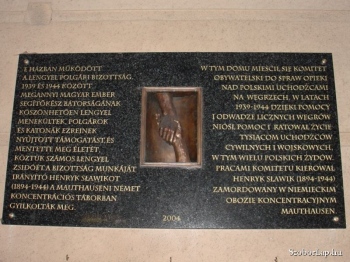 E HÁZBAN MŰKÖDÖTT
A LENGYEL POLGÁRI BIZOTTSÁG.
1939 ÉS 1944 KÖZÖTT
MEGANNYI MAGYAR EMBER
SEGÍTŐKÉSZ BÁTORSÁGÁNAK
KÖSZÖNHETŐEN LENGYEL
MENEKÜLTEK, POLGÁROK
ÉS KATONÁK EZREINEK
NYÚJTOTT TÁMOGATÁST, ÉS
MENTETTE MEG ÉLETÉT
KÖZTÜK SZÁMOS LENGYEL
ZSIDÓÉT. A BIZOTTSÁG MUNKÁJÁT
IRÁNYÍTÓ HENRYK SŁAWIKOT
(1894-1944) A MAUTHAUSENI NÉMET
KONCENTRÁCIÓS TÁBORBAN
GYILKOLTÁK MEG.
W TYM DOMU MIEŚCIŁ SIĘ KOMITET
OBYWATELSKI DO SPRAW OPIEKI
NAD POLSKIMI UCHODŹCAMI
NA WĘGRZECH, W LATACH
1939-1944 DZIĘKI POMOCY
I ODWADZE LICZNYCH WĘGRÓW
NIÓSŁ POMOC I RATOWAŁ ŻYCIE
TYSIĄCOM UCHODŹCÓW
CYWILNYCH I WOJSKOWYCH,
W TYM WIELU POLSKICH ŻYDÓW.
PRACAMI KOMITETU KIEROWAŁ
HENRYK SŁAWIK (1894-1944)
ZAMORDOWANY W NIEMIECKIM
OBOZIE KONCENTRACYJNYM
MAUTHAUSEN
2004
Szoborlap.hu